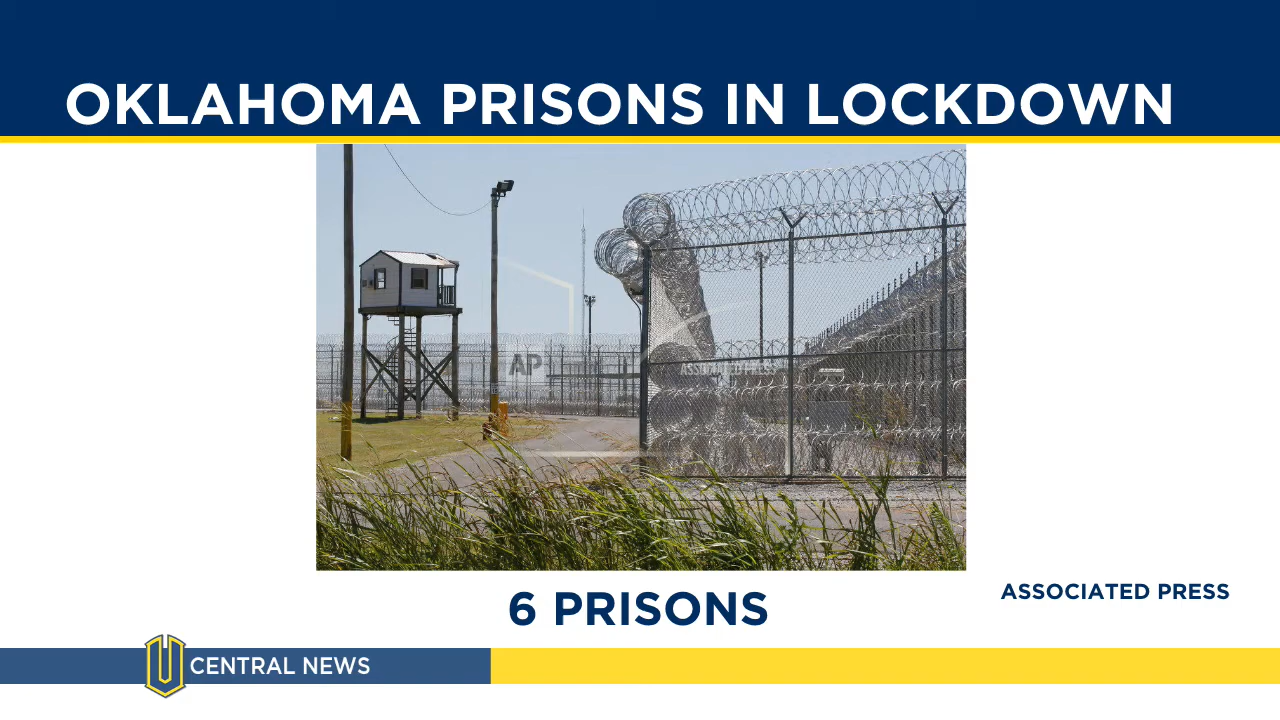 OKLAHOMA PRISONS IN LOCKDOWN
AP
ASSOCIATED PRESS
6 PRISONS
ASSOCIATED PRESS
CENTRAL NEWS